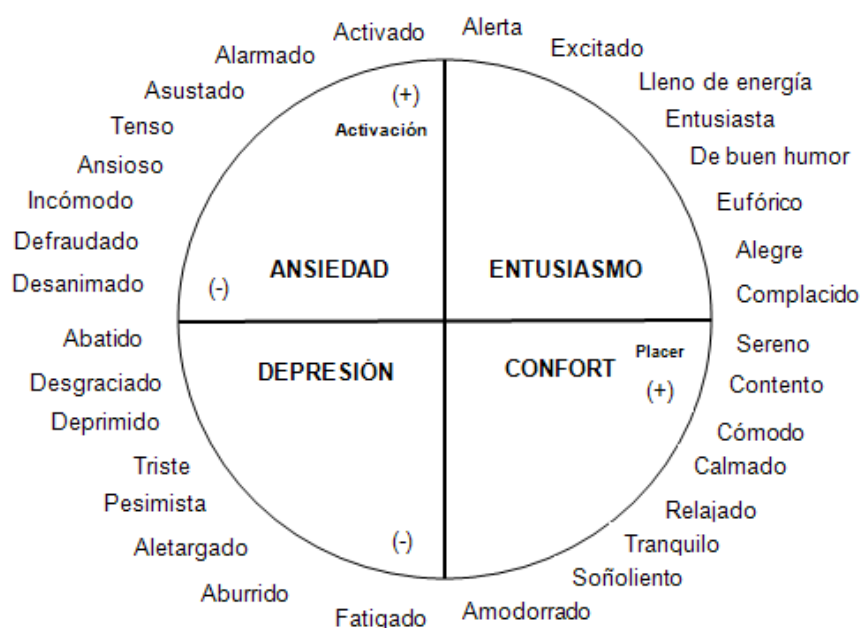 Activado
Alerta
Alarmado
Excitado
Asustado
Lleno de energía
Tenso
Entusiasta
(+)
Activación
Ansioso
De buen humor
Incómodo
Eufórico
Defraudado
Alegre
ANSIEDAD
ENTUSIASMO
Desanimado
(-)
Complacido
Abatido
Sereno
Placer
DEPRESIÓN
CONFORT
Desgraciado
(+)
Contento
Deprimido
Cómodo
Triste
Calmado
Pesimista
Relajado
Aletargado
(-)
Tranquilo
Aburrido
Soñoliento
Fatigado
Amodorrado